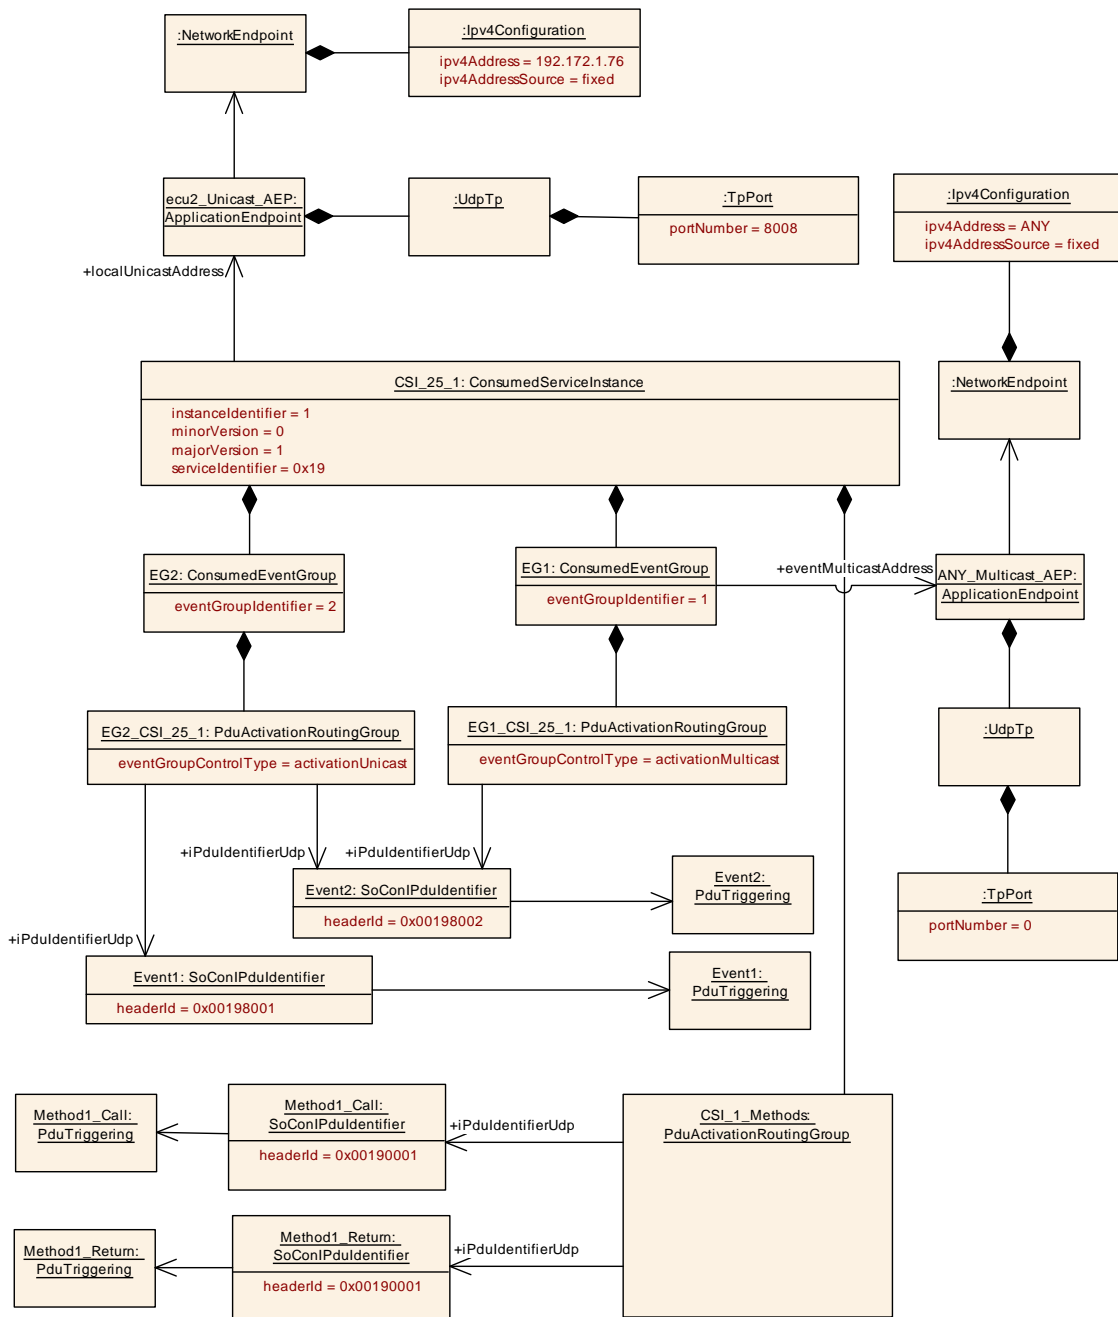 :NetworkEndpoint
:Ipv4Configuration
ipv4Address = 192.172.1.76
ipv4AddressSource = fixed
ecu2_Unicast_AEP:
ApplicationEndpoint
:UdpTp
:TpPort
portNumber = 8008
:Ipv4Configuration
ipv4Address = ANY
ipv4AddressSource = fixed
+localUnicastAddress
CSI_25_1: ConsumedServiceInstance
instanceIdentifier = 1
minorVersion = 0
majorVersion = 1
serviceIdentifier = 0x19
:NetworkEndpoint
EG2: ConsumedEventGroup
eventGroupIdentifier = 2
EG1: ConsumedEventGroup
eventGroupIdentifier = 1
+eventMulticastAddress
ANY_Multicast_AEP:
ApplicationEndpoint
EG2_CSI_25_1: PduActivationRoutingGroup
eventGroupControlType = activationUnicast
EG1_CSI_25_1: PduActivationRoutingGroup
eventGroupControlType = activationMulticast
:UdpTp
+iPduIdentifierUdp
+iPduIdentifierUdp
Event2: SoConIPduIdentifier
headerId = 0x00198002
Event2:
PduTriggering
:TpPort
portNumber = 0
+iPduIdentifierUdp
Event1: SoConIPduIdentifier
headerId = 0x00198001
Event1:
PduTriggering
Method1_Call:
PduTriggering
Method1_Call:
SoConIPduIdentifier
headerId = 0x00190001
+iPduIdentifierUdp
CSI_1_Methods:
PduActivationRoutingGroup
Method1_Return:
PduTriggering
Method1_Return:
SoConIPduIdentifier
headerId = 0x00190001
+iPduIdentifierUdp